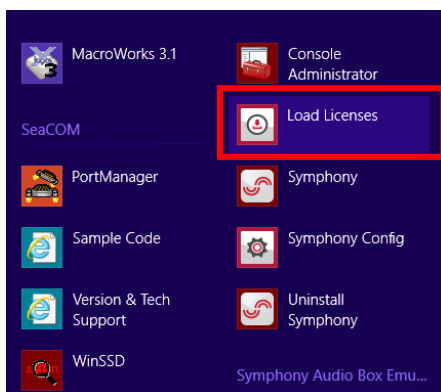 MacroWorks 3.1
SeaCOM
PortManager
Sample Code
Version & Tech
Support
WinSSD
Console
Administrator
Load Licenses
Symphony
Symphony Config
Uninstall
Symphony
Symphony Audio Box Emu...